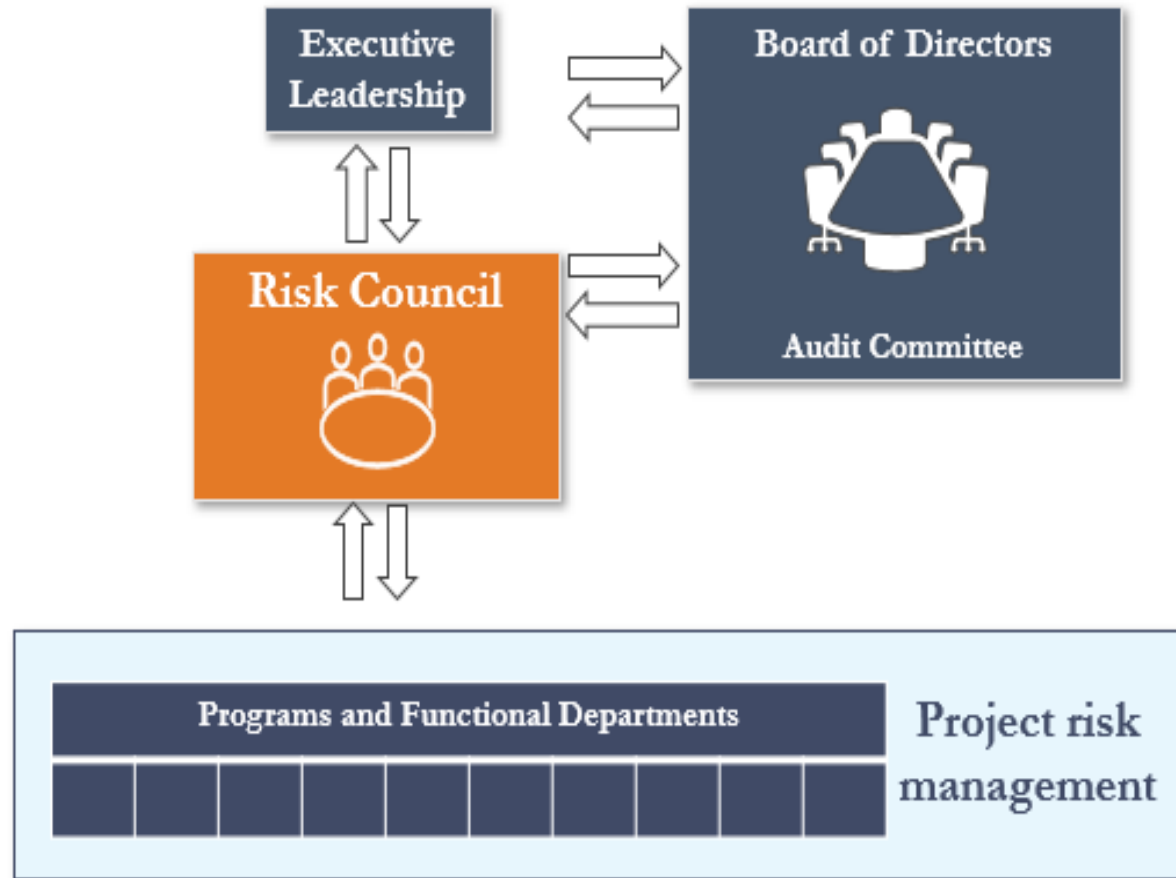 Executive
Leadership
Board of Directors
Risk Council
Audit Committee
Programs and Functional Departments
Project risk
management